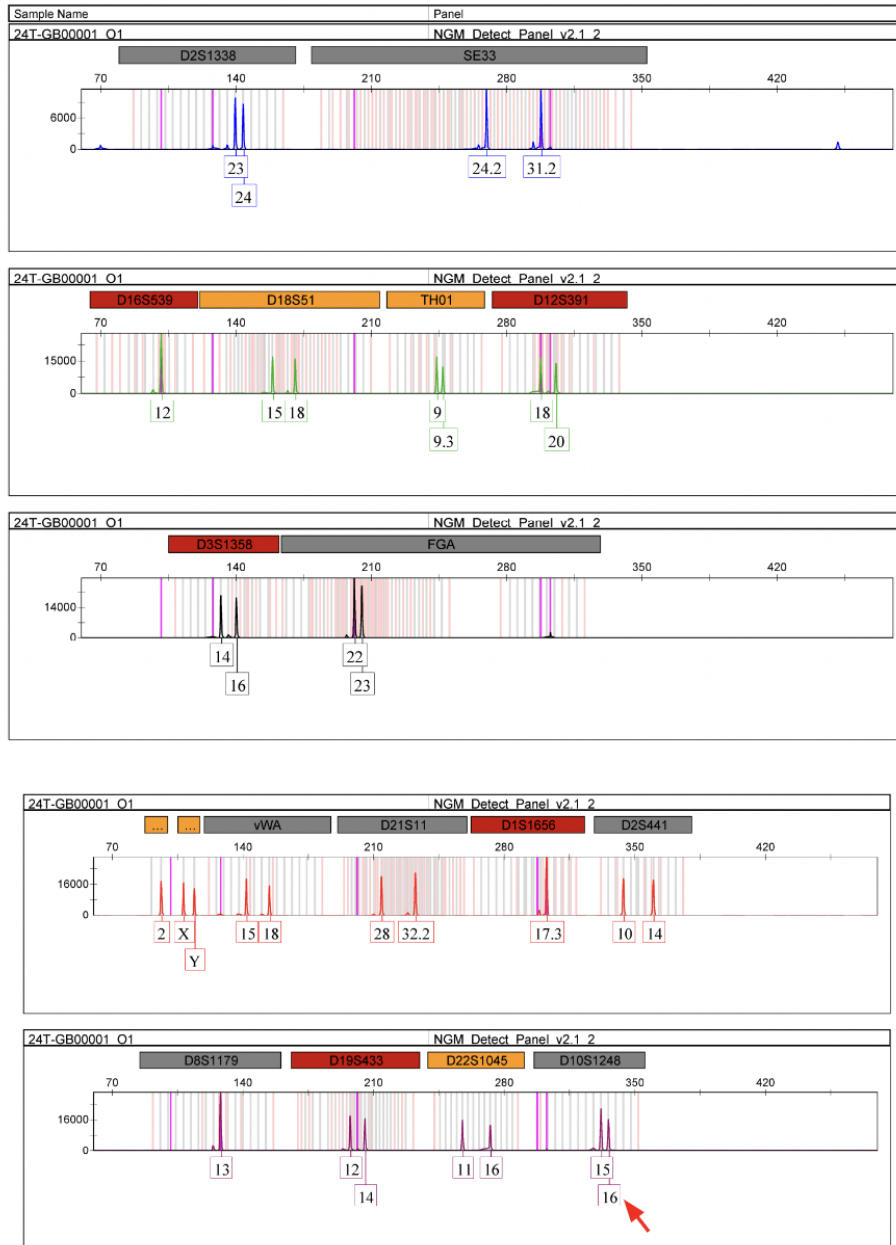 Sample Name Panel
24T-GB00001_O1 NGM_Detect_Panel_v2.1_2
D2S1338 SE33
70 140 210 280 350 420
6000
0
23 24.2 31.2
24
24T-GB00001_O1 NGM_Detect_Panel_v2.1_2
D16S539 D18S51 TH01 D12S391
70 140 210 280 350 420
15000
0
12 15 18 9 18
9.3 20
24T-GB00001_O1 NGM_Detect_Panel_v2.1_2
D3S1358 FGA
70 140 210 280 350 420
14000
0
14 22
16 23
24T-GB00001_O1 NGM_Detect_Panel_v2.1_2
... ... vWA D21S11 D1S1656 D2S441
70 140 210 280 350 420
16000
0
2 X 15 18 28 32.2 17.3 10 14
Y
24T-GB00001_O1 NGM_Detect_Panel_v2.1_2
D8S1179 D19S433 D22S1045 D10S1248
70 140 210 280 350 420
16000
0
13 12 11 16 15
14 16